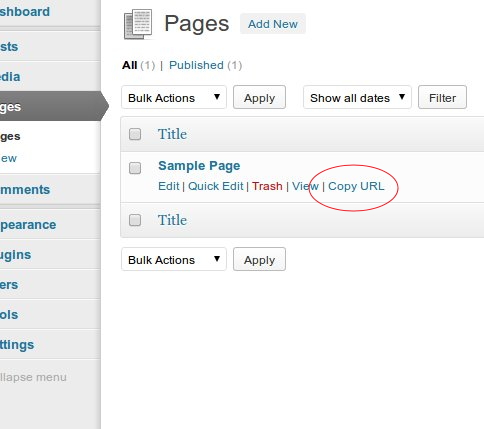 shboard
Pages Add New
sts
edia
All (1) | Published (1)
ges
Bulk Actions Apply Show all dates Filter
ges
Title
ew
Sample Page
omments
Edit | Quick Edit | Trash | View | Copy URL
pearance
Title
ugins
Bulk Actions Apply
ers
ols
ttings
llapse menu